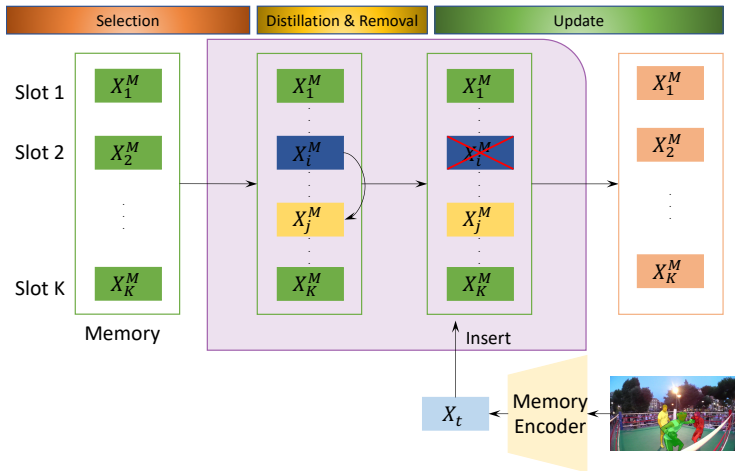 Selection
Distillation & Removal
Update
Slot 1
X_1^M
X_1^M
X_1^M
X_1^M
Slot 2
X_2^M
X_i^M
X_i^M
X_2^M
X_j^M
X_j^M
Slot K
X_K^M
X_K^M
X_K^M
X_K^M
Memory
Insert
X_t
Memory
Encoder